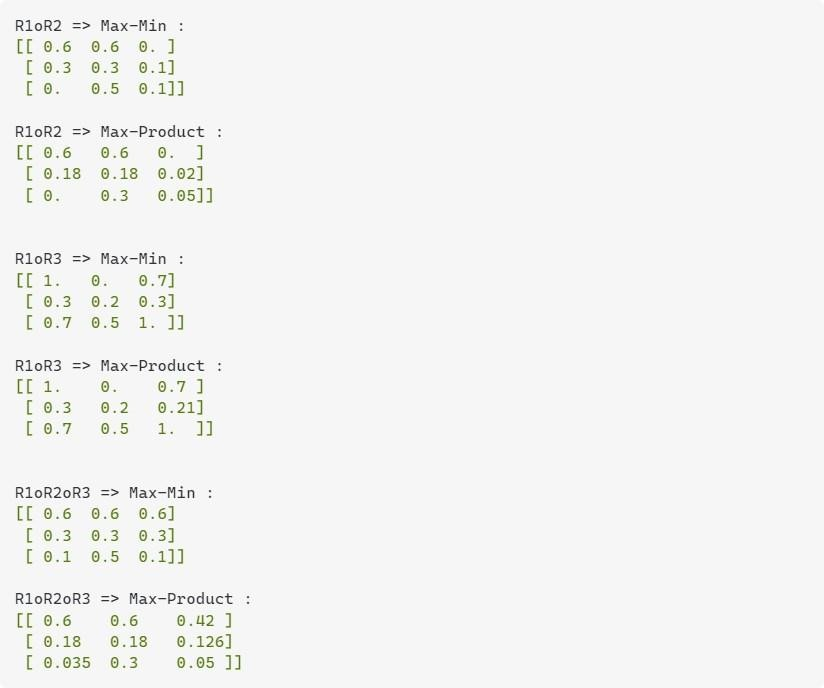 R1oR2 => Max-Min :
[[ 0.6  0.6  0. ]
 [ 0.3  0.3  0.1]
 [ 0.   0.5  0.1]]
R1oR2 => Max-Product :
[[ 0.6   0.6   0.  ]
 [ 0.18  0.18  0.02]
 [ 0.    0.3   0.05]]
R1oR3 => Max-Min :
[[ 1.   0.   0.7]
 [ 0.3  0.2  0.3]
 [ 0.7  0.5  1. ]]
R1oR3 => Max-Product :
[[ 1.    0.    0.7 ]
 [ 0.3   0.2   0.21]
 [ 0.7   0.5   1.  ]]
R1oR2oR3 => Max-Min :
[[ 0.6  0.6  0.6]
 [ 0.3  0.3  0.3]
 [ 0.1  0.5  0.1]]
R1oR2oR3 => Max-Product :
[[ 0.6    0.6    0.42 ]
 [ 0.18   0.18   0.126]
 [ 0.035  0.3    0.05 ]]